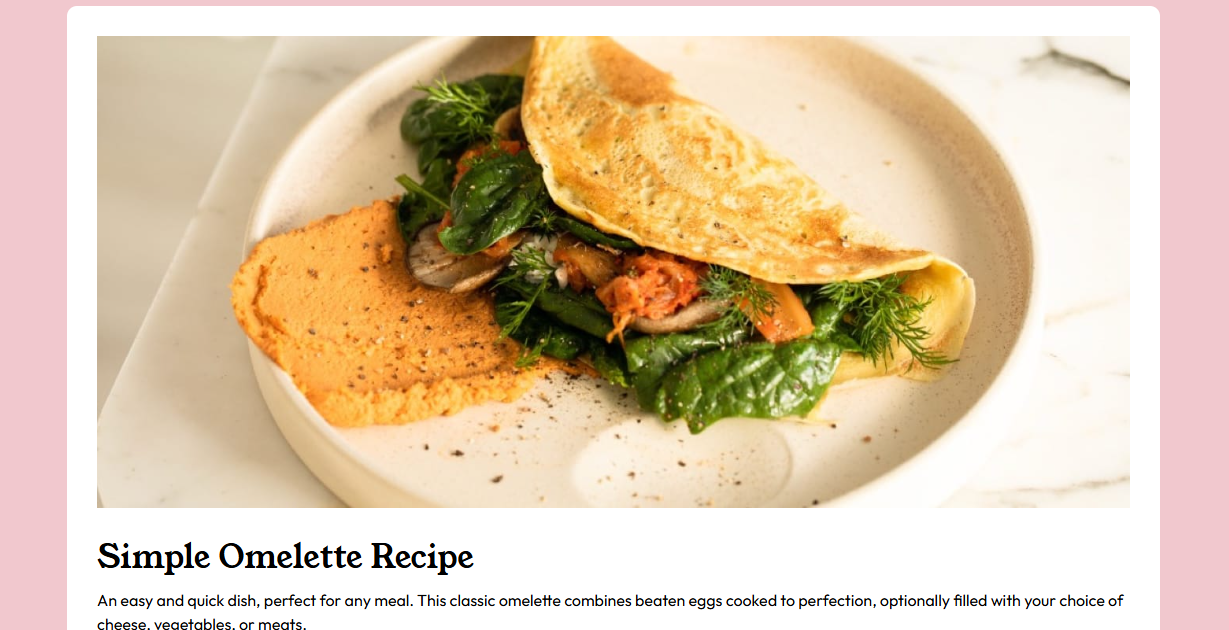 Simple Omelette Recipe
An easy and quick dish, perfect for any meal. This classic omelette combines beaten eggs cooked to perfection, optionally filled with your choice of
cheese, vegetables, or meats.